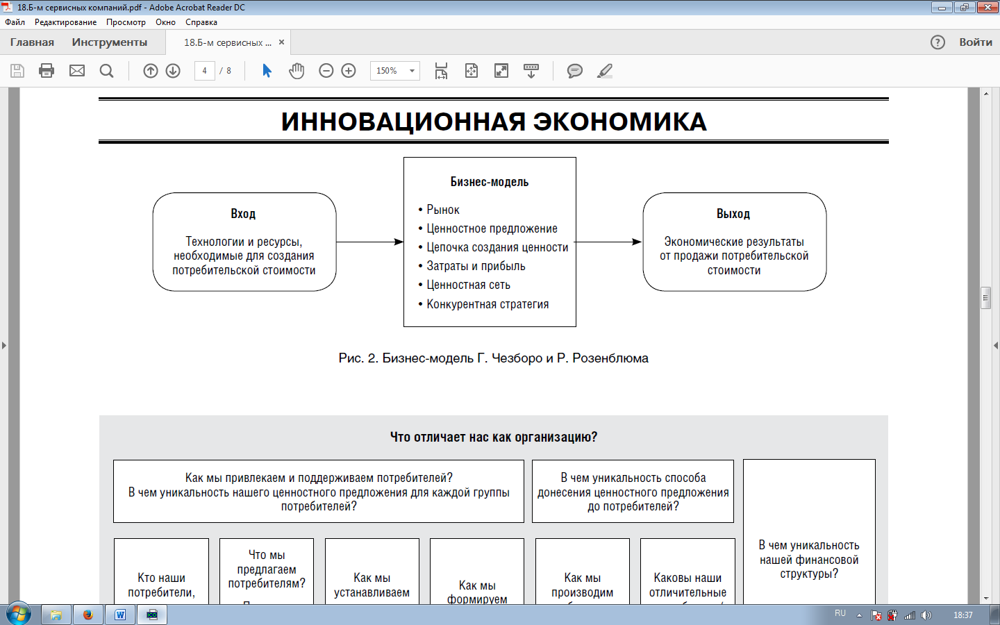 18.Б-м сервисных компаний.pdf - Adobe Acrobat Reader DC
Файл Редактирование Просмотр Окно Справка
Главная Инструменты 18.Б-м сервисных ... × ? Войти
4 / 8 150%
ИННОВАЦИОННАЯ ЭКОНОМИКА
Вход
Технологии и ресурсы,
необходимые для создания
потребительской стоимости
Бизнес-модель
• Рынок
• Ценностное предложение
• Цепочка создания ценности
• Затраты и прибыль
• Ценностная сеть
• Конкурентная стратегия
Выход
Экономические результаты
от продажи потребительской
стоимости
Рис. 2. Бизнес-модель Г. Чезборо и Р. Розенблюма
Что отличает нас как организацию?
Как мы привлекаем и поддерживаем потребителей?
В чем уникальность нашего ценностного предложения для каждой группы
потребителей?
В чем уникальность способа
донесения ценностного предложения
до потребителей?
В чем уникальность
нашей финансовой
структуры?
Кто наши
потребители,
Что мы
предлагаем
потребителям?
Как мы
устанавливаем
Как мы
формируем
Как мы
производим
Каковы наши
отличительные
RU 18:37